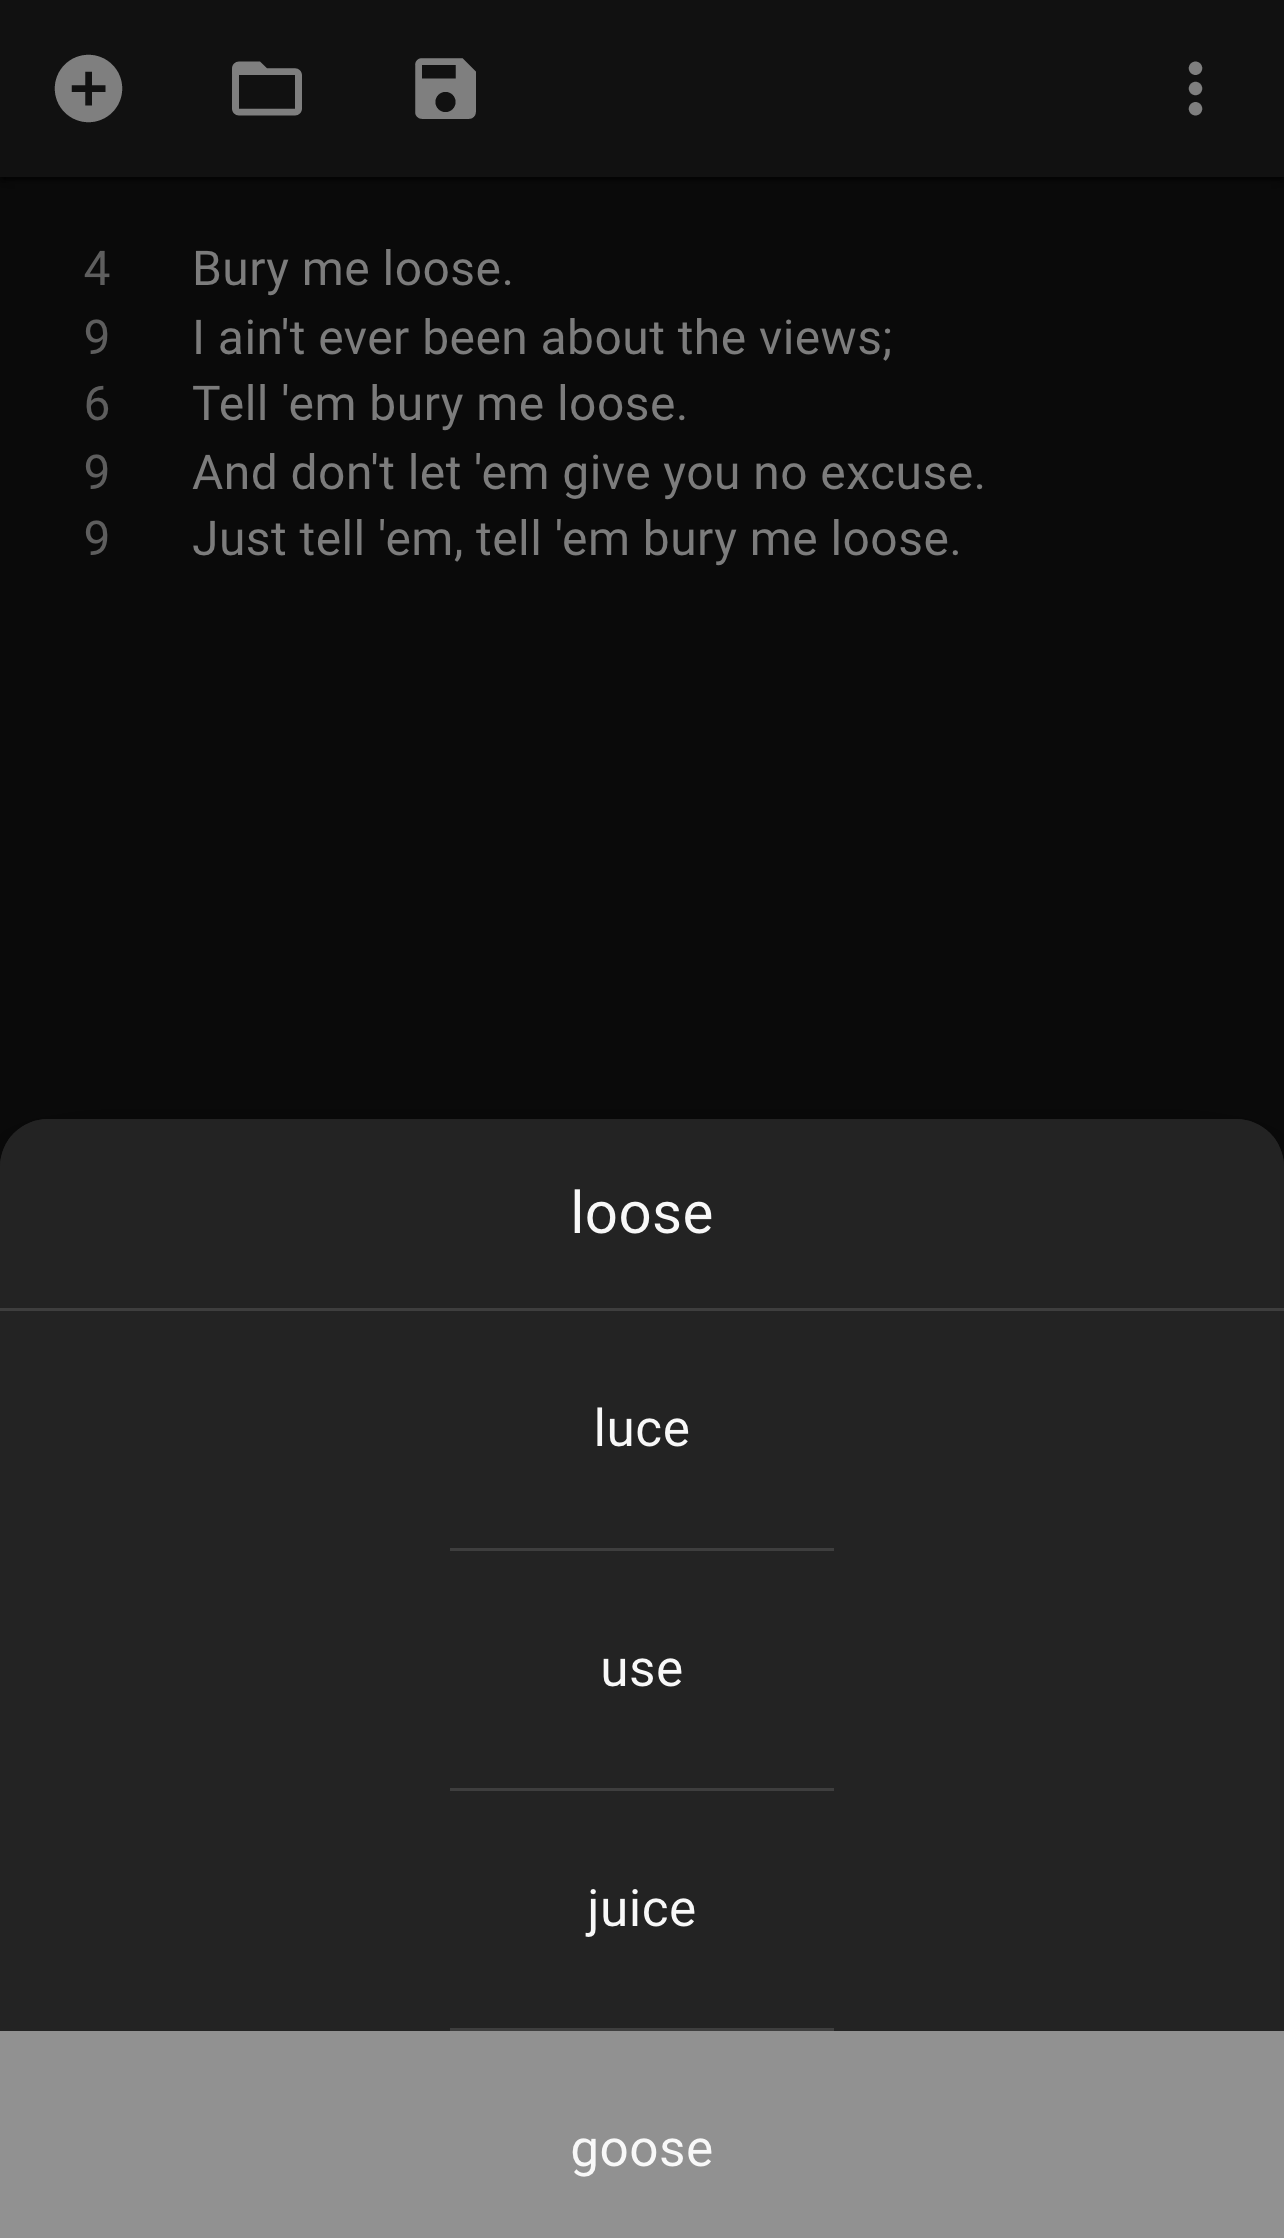 4 Bury me loose.
9 I ain't ever been about the views;
6 Tell 'em bury me loose.
9 And don't let 'em give you no excuse.
9 Just tell 'em, tell 'em bury me loose.
loose
luce
use
juice
goose